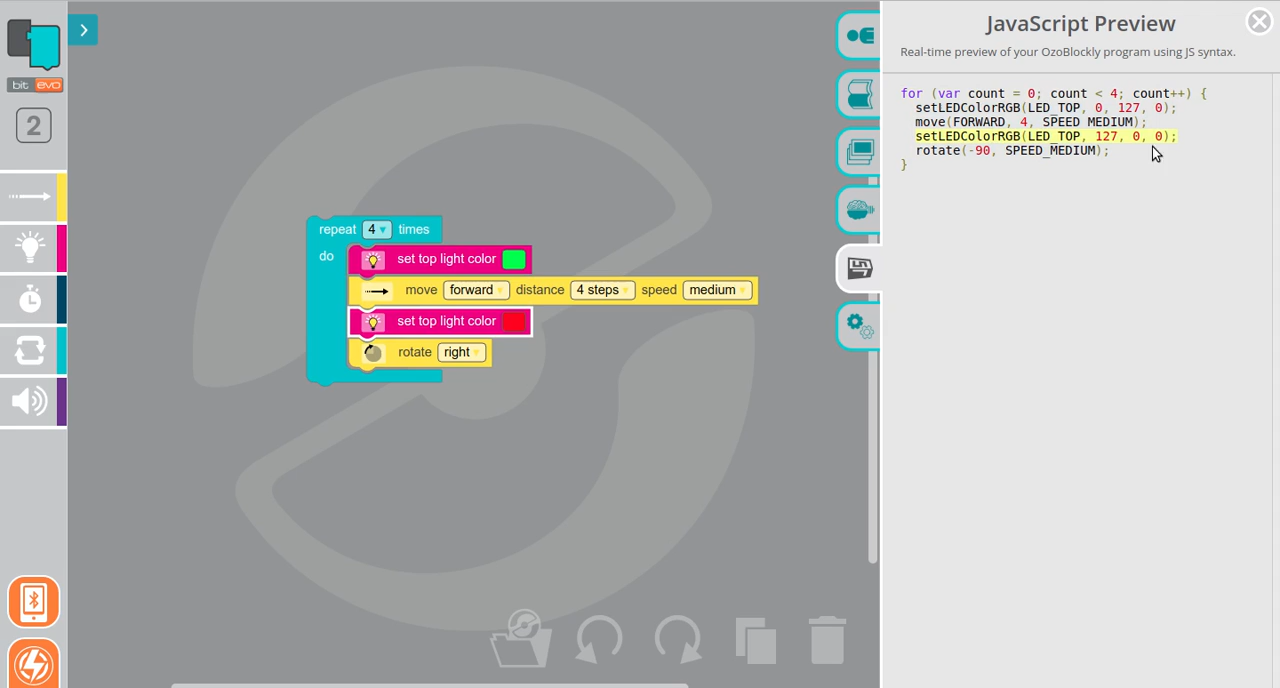 bit evo
2
repeat 4 times
do
set top light color
move forward distance 4 steps speed medium
set top light color
rotate right
JavaScript Preview
Real-time preview of your OzoBlockly program using JS syntax.
for (var count = 0; count < 4; count++) {
setLEDColorRGB(LED_TOP, 0, 127, 0);
move(FORWARD, 4, SPEED_MEDIUM);
setLEDColorRGB(LED_TOP, 127, 0, 0);
rotate(-90, SPEED_MEDIUM);
}